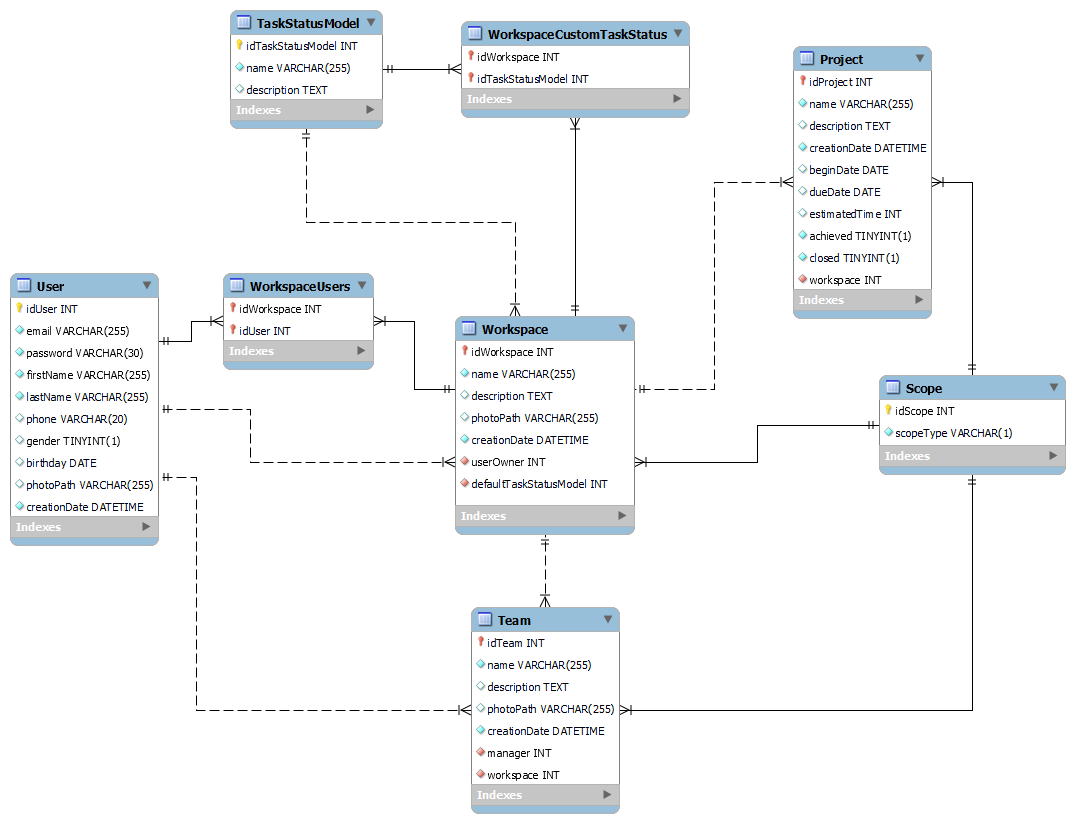 TaskStatusModel
idTaskStatusModel INT
name VARCHAR(255)
description TEXT
Indexes
WorkspaceCustomTaskStatus
idWorkspace INT
idTaskStatusModel INT
Indexes
Project
idProject INT
name VARCHAR(255)
description TEXT
creationDate DATETIME
beginDate DATE
dueDate DATE
estimatedTime INT
achieved TINYINT(1)
closed TINYINT(1)
workspace INT
Indexes
User
idUser INT
email VARCHAR(255)
password VARCHAR(30)
firstName VARCHAR(255)
lastName VARCHAR(255)
phone VARCHAR(20)
gender TINYINT(1)
birthday DATE
photoPath VARCHAR(255)
creationDate DATETIME
Indexes
WorkspaceUsers
idWorkspace INT
idUser INT
Indexes
Workspace
idWorkspace INT
name VARCHAR(255)
description TEXT
photoPath VARCHAR(255)
creationDate DATETIME
userOwner INT
defaultTaskStatusModel INT
Indexes
Scope
idScope INT
scopeType VARCHAR(1)
Indexes
Team
idTeam INT
name VARCHAR(255)
description TEXT
photoPath VARCHAR(255)
creationDate DATETIME
manager INT
workspace INT
Indexes